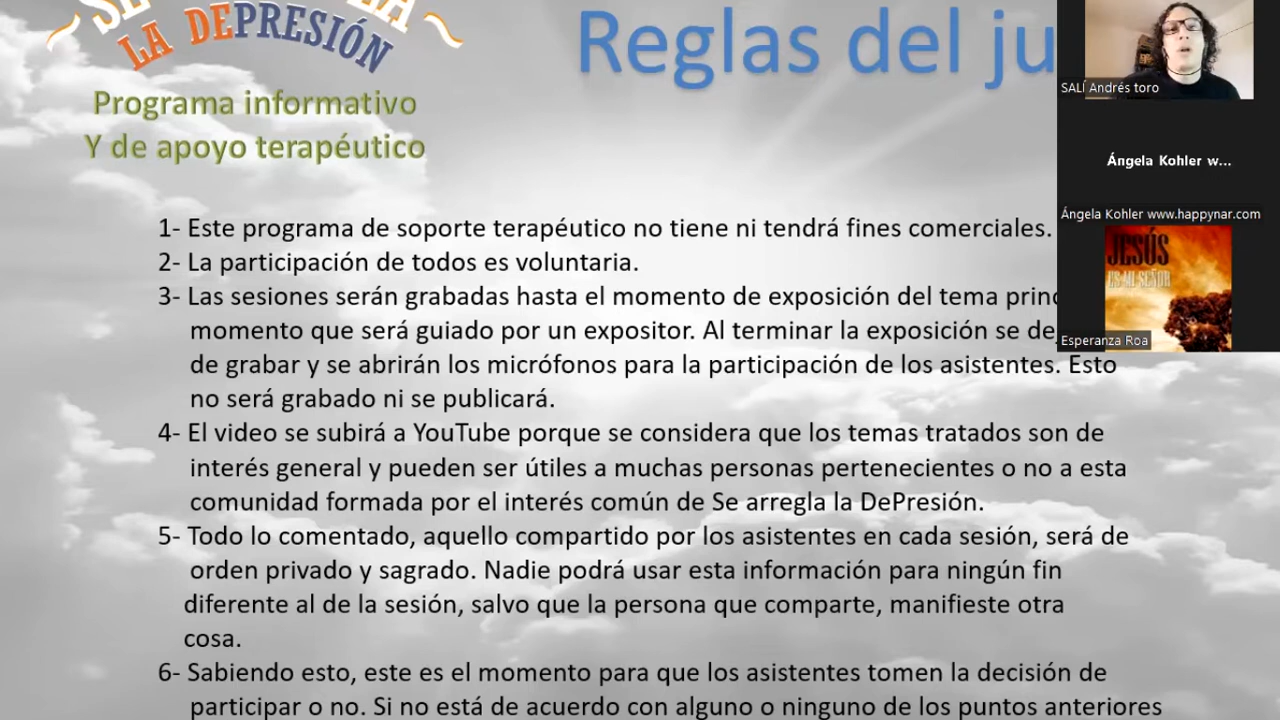 LA DEPRESIÓN
Programa informativo
Y de apoyo terapéutico
Reglas del ju
1- Este programa de soporte terapéutico no tiene ni tendrá fines comerciales.
2- La participación de todos es voluntaria.
3- Las sesiones serán grabadas hasta el momento de exposición del tema princ
momento que será guiado por un expositor. Al terminar la exposición se de
de grabar y se abrirán los micrófonos para la participación de los asistentes. Esto
no será grabado ni se publicará.
4- El video se subirá a YouTube porque se considera que los temas tratados son de
interés general y pueden ser útiles a muchas personas pertenecientes o no a esta
comunidad formada por el interés común de Se arregla la DePresión.
5- Todo lo comentado, aquello compartido por los asistentes en cada sesión, será de
orden privado y sagrado. Nadie podrá usar esta información para ningún fin
diferente al de la sesión, salvo que la persona que comparte, manifieste otra
cosa.
6- Sabiendo esto, este es el momento para que los asistentes tomen la decisión de
participar o no. Si no está de acuerdo con alguno o ninguno de los puntos anteriores
SALÍ Andrés toro
Ángela Kohler w...
Ángela Kohler www.happynar.com
JESÚS
ES MI SEÑOR
Esperanza Roa